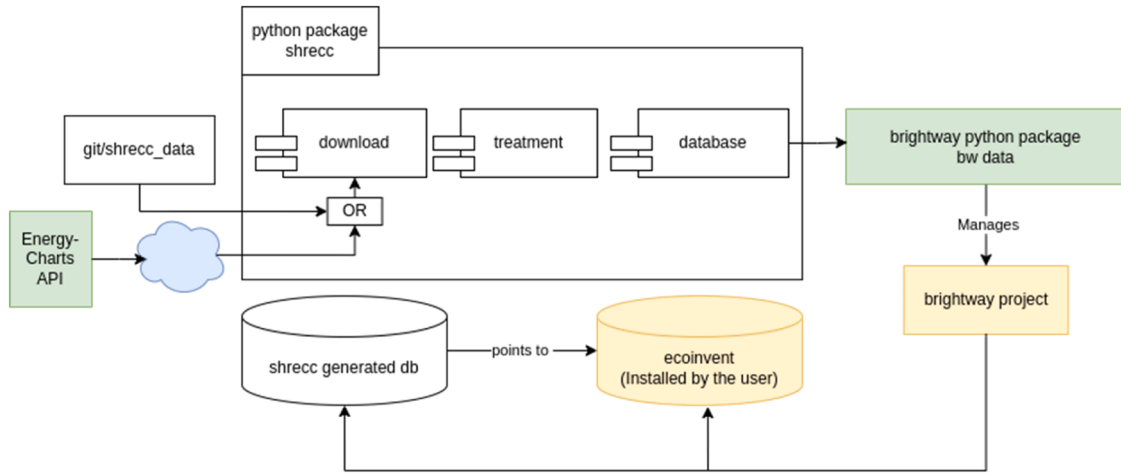 python package
shrecc
git/shrecc_data
download
treatment
database
brightway python package
bw data
OR
Energy-
Charts
API
Manages
brightway project
shrecc generated db
points to
ecoinvent
(Installed by the user)